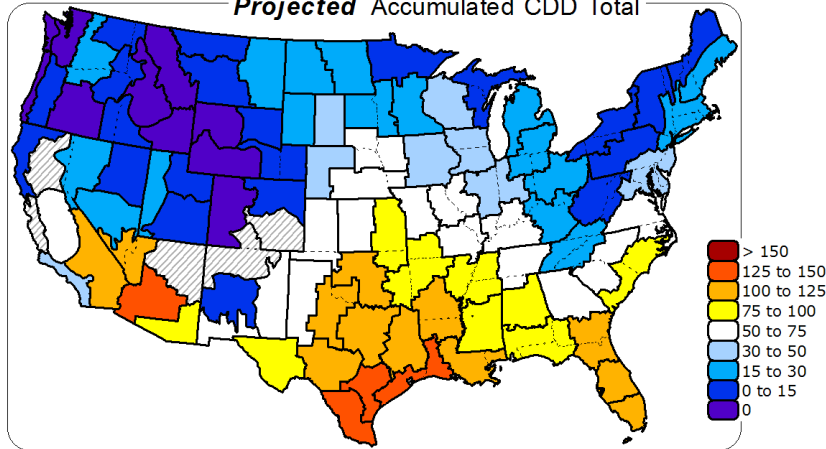 Projected Accumulated CDD Total
> 150
125 to 150
100 to 125
75 to 100
50 to 75
30 to 50
15 to 30
0 to 15
0